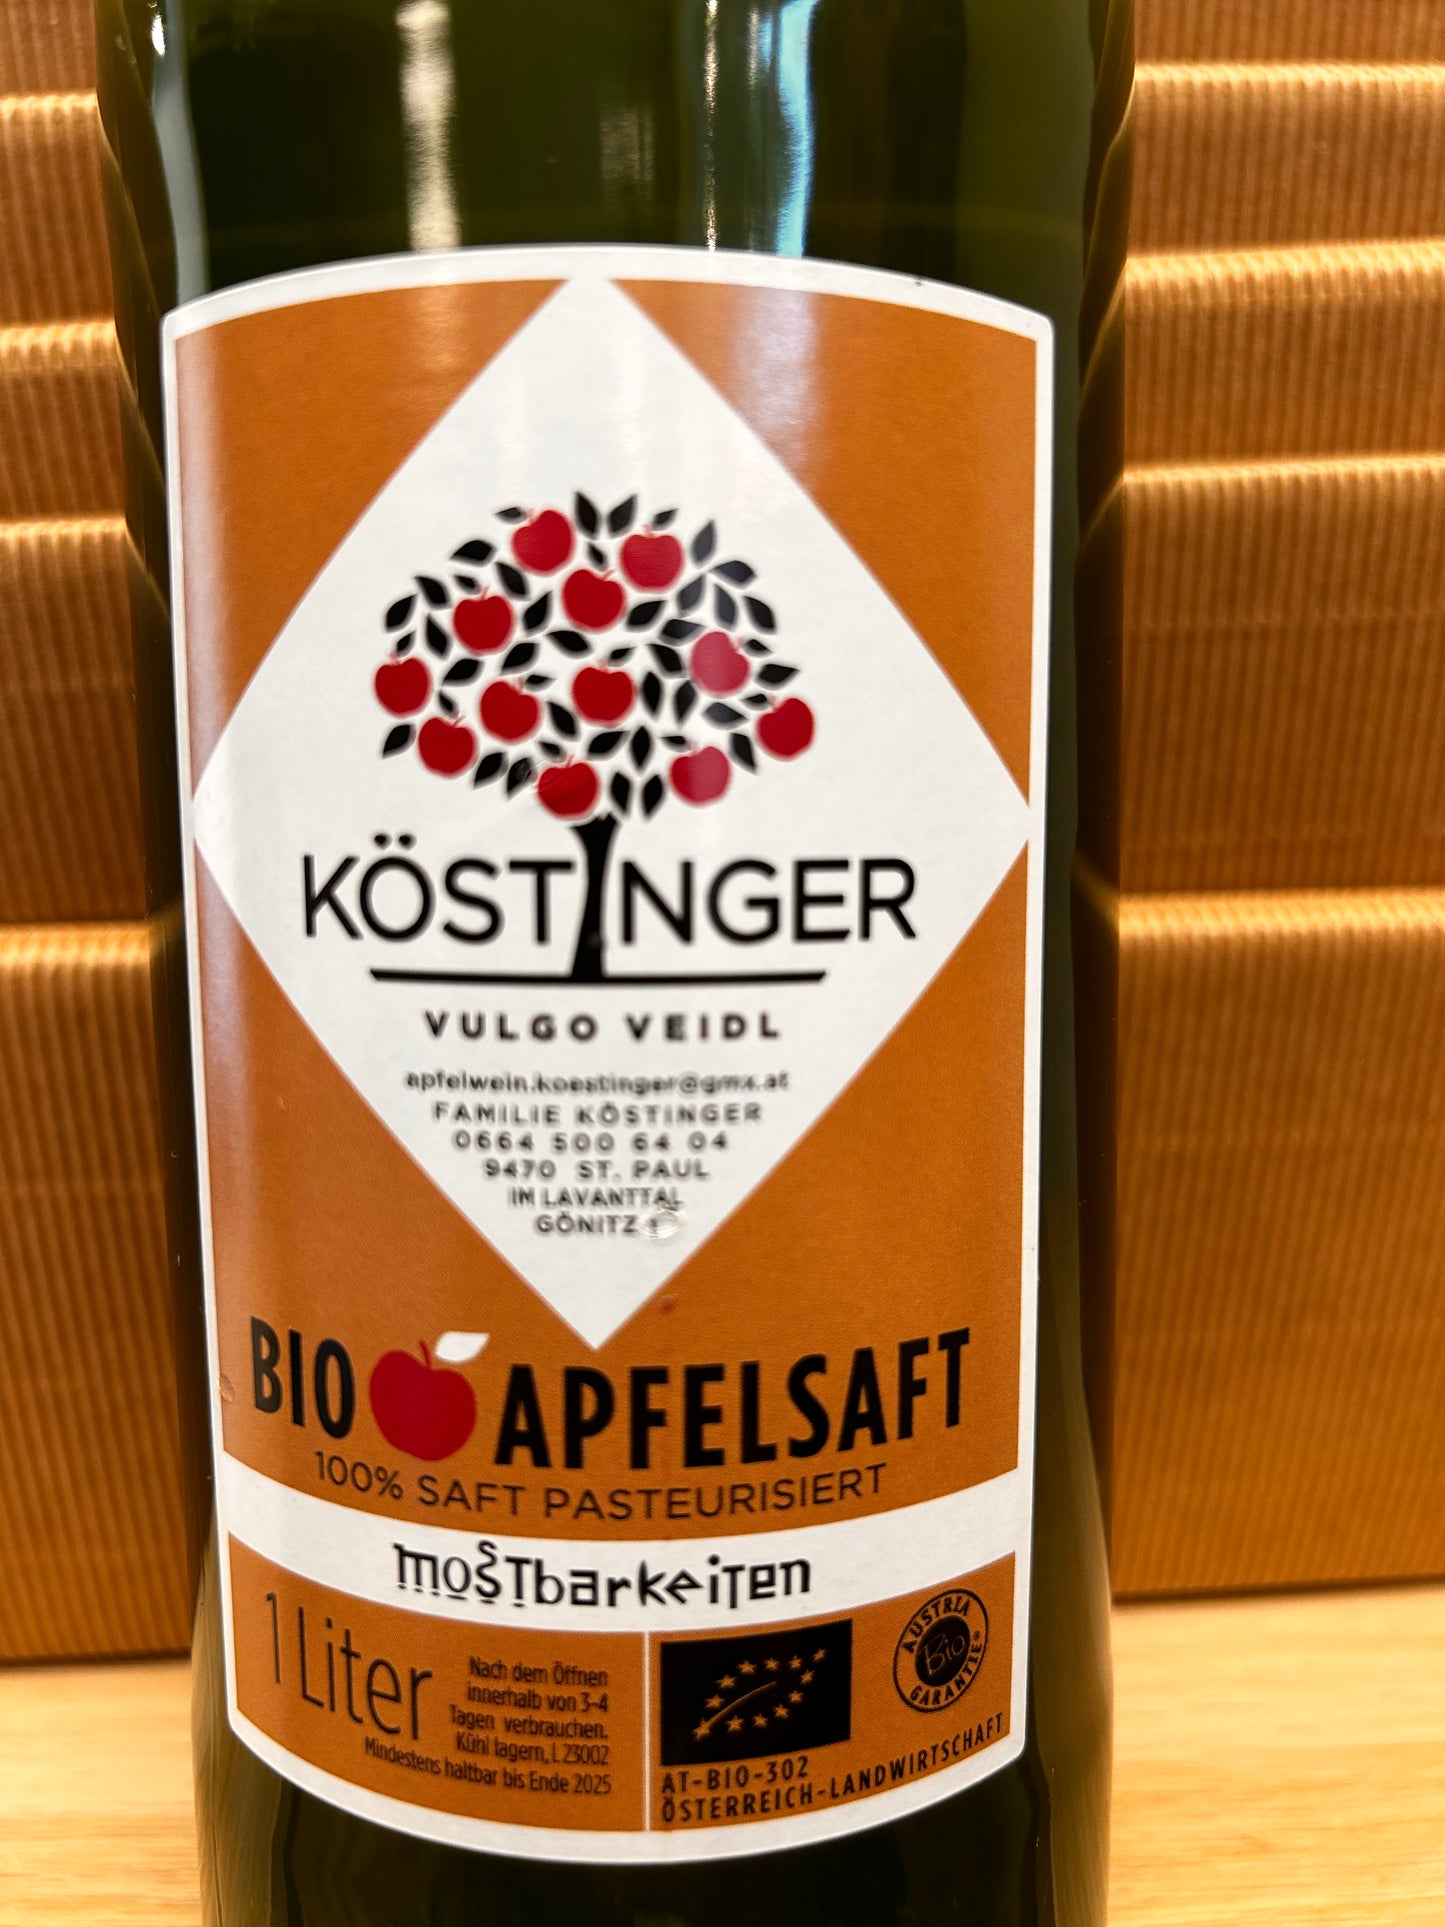 KÖSTINGER
VULGO VEIDL
apfelwein.koestinger@gmx.at
FAMILIE KÖSTINGER
0664 500 64 04
9470 ST. PAUL
IM LAVANTTAL
GÖNITZ
BIO APFELSAFT
100% SAFT PASTEURISIERT
mostbarkeiten
1 Liter
Nach dem Öffnen
innerhalb von 3-4
Tagen verbrauchen.
Kühl lagern, L 23002
Mindestens haltbar bis Ende 2025
AUSTRIA
Bio
GARANTIE®
AT-BIO-302
ÖSTERREICH-LANDWIRTSCHAFT